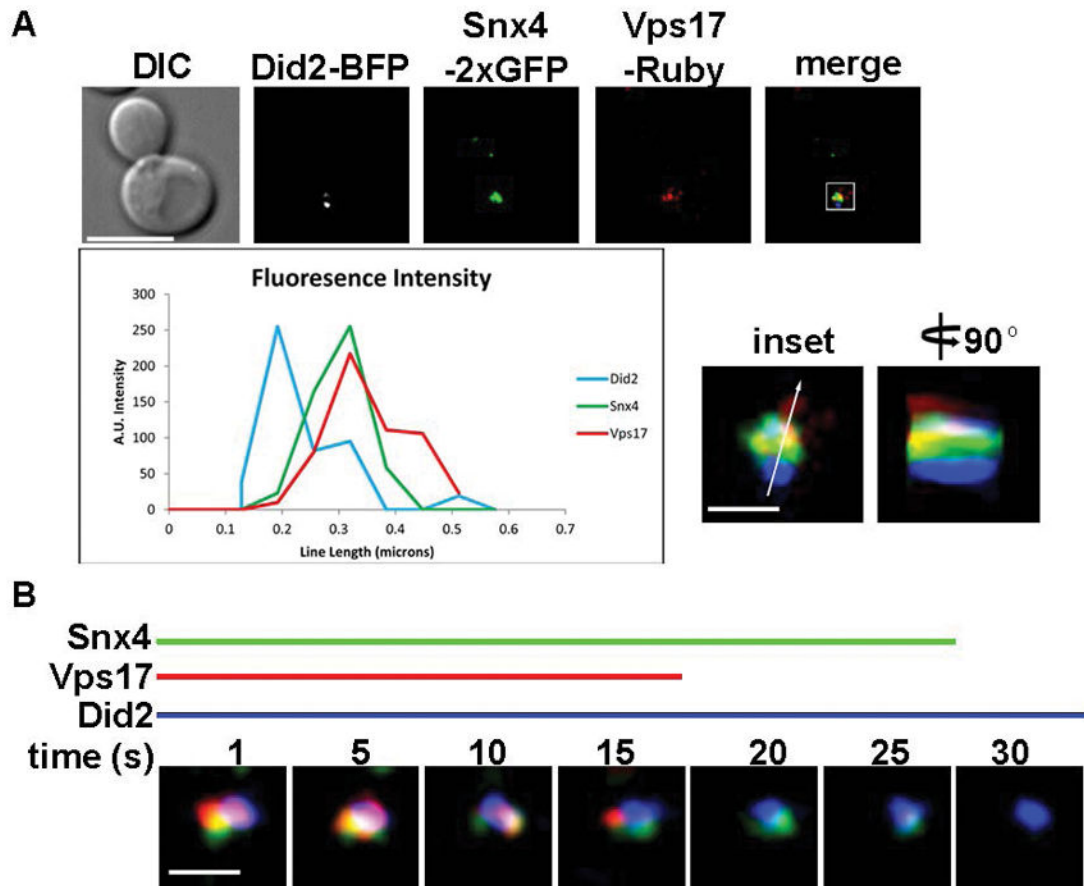 A
DIC
Did2-BFP
Snx4
-2xGFP
Vps17
-Ruby
merge
Fluoresence Intensity
A.U. Intensity
300
250
200
150
100
50
0
0 0.1 0.2 0.3 0.4 0.5 0.6 0.7
Line Length (microns)
Did2
Snx4
Vps17
inset
90°
B
Snx4
Vps17
Did2
time (s) 1 5 10 15 20 25 30